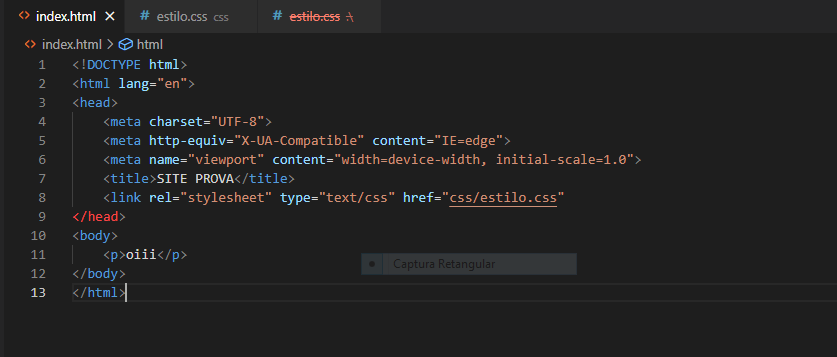 index.html × # estilo.css css # estilo.css .\
index.html > html
1 <!DOCTYPE html>
2 <html lang="en">
3 <head>
4 <meta charset="UTF-8">
5 <meta http-equiv="X-UA-Compatible" content="IE=edge">
6 <meta name="viewport" content="width=device-width, initial-scale=1.0">
7 <title>SITE PROVA</title>
8 <link rel="stylesheet" type="text/css" href="css/estilo.css"
9 </head>
10 <body>
11 <p>oiii</p>
Captura Retangular
12 </body>
13 </html>